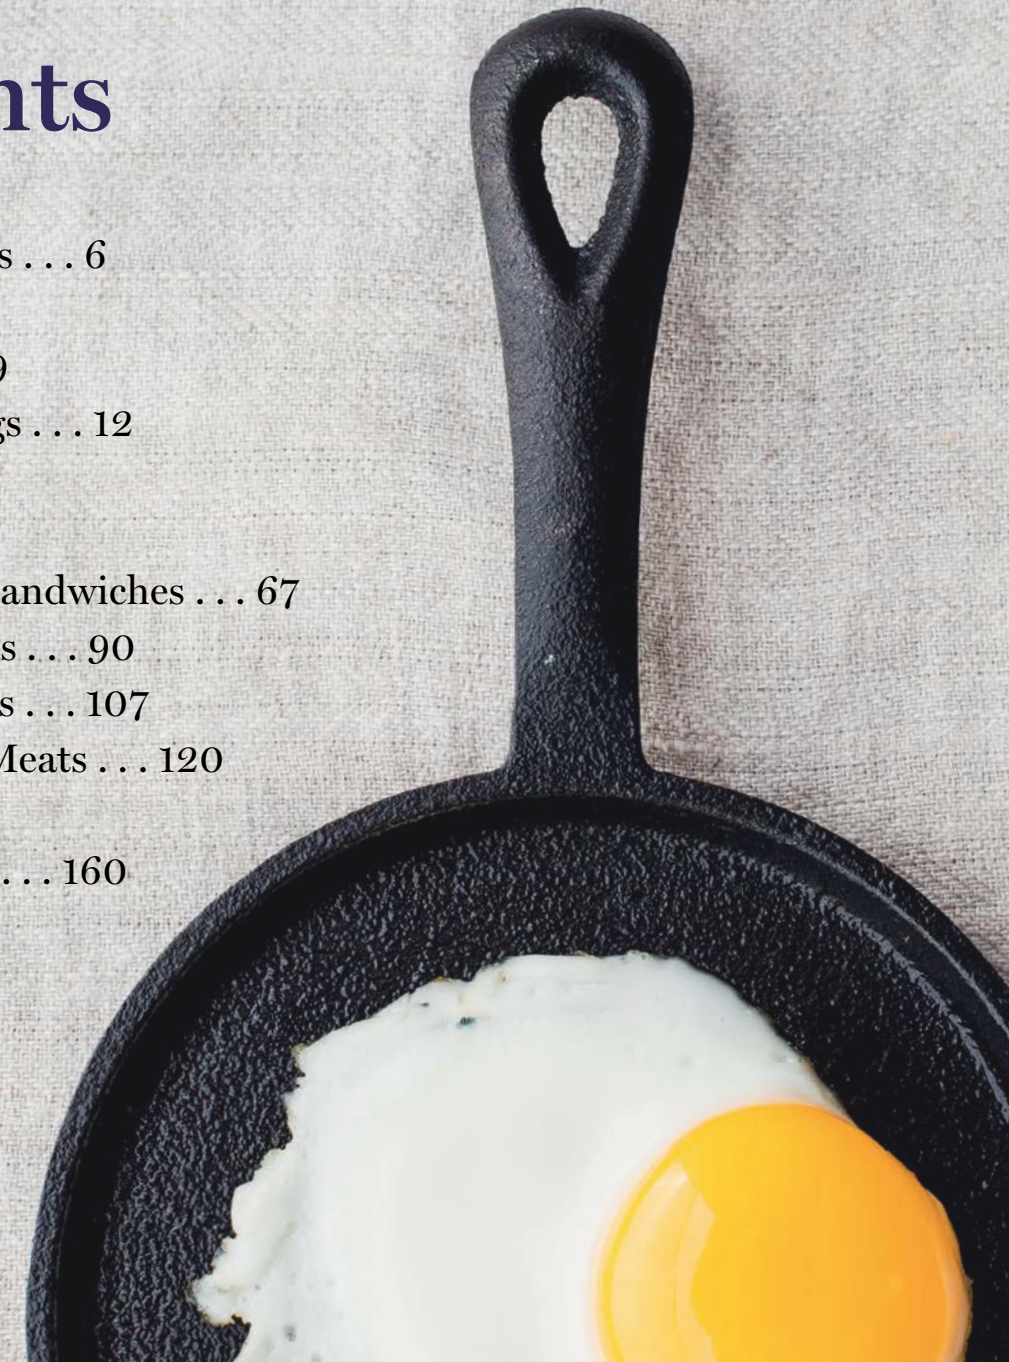 nts
s . . . 6
9
gs . . . 12
andwiches . . . 67
s . . . 90
s . . . 107
Meats . . . 120
. . . 160